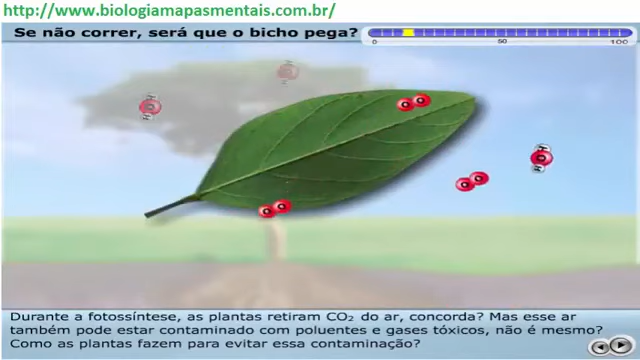 http://www.biologiamapasmentais.com.br/
Se não correr, será que o bicho pega?
0 50 100
H O H
O
H O H
O O
O O
O O
Durante a fotossíntese, as plantas retiram CO₂ do ar, concorda? Mas esse ar
também pode estar contaminado com poluentes e gases tóxicos, não é mesmo?
Como as plantas fazem para evitar essa contaminação?